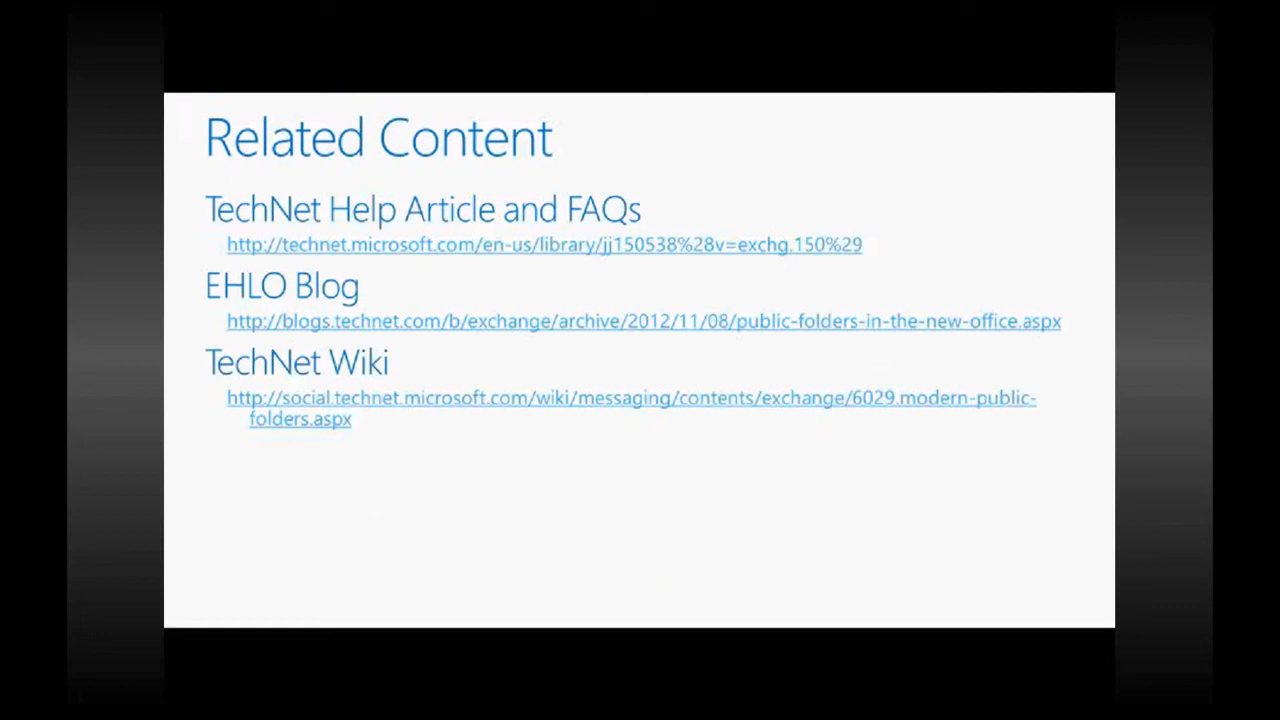 Related Content
TechNet Help Article and FAQs
http://technet.microsoft.com/en-us/library/jj150538%28v=exchg.150%29
EHLO Blog
http://blogs.technet.com/b/exchange/archive/2012/11/08/public-folders-in-the-new-office.aspx
TechNet Wiki
http://social.technet.microsoft.com/wiki/messaging/contents/exchange/6029.modern-public-
folders.aspx